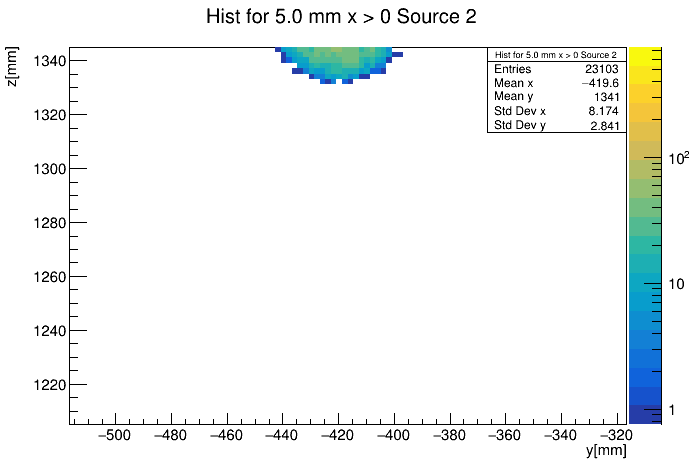 Hist for 5.0 mm x > 0 Source 2
z[mm]
1340
1320
1300
1280
1260
1240
1220
Hist for 5.0 mm x > 0 Source 2
Entries 23103
Mean x −419.6
Mean y 1341
Std Dev x 8.174
Std Dev y 2.841
10²
10
1
−500 −480 −460 −440 −420 −400 −380 −360 −340 −320
y[mm]